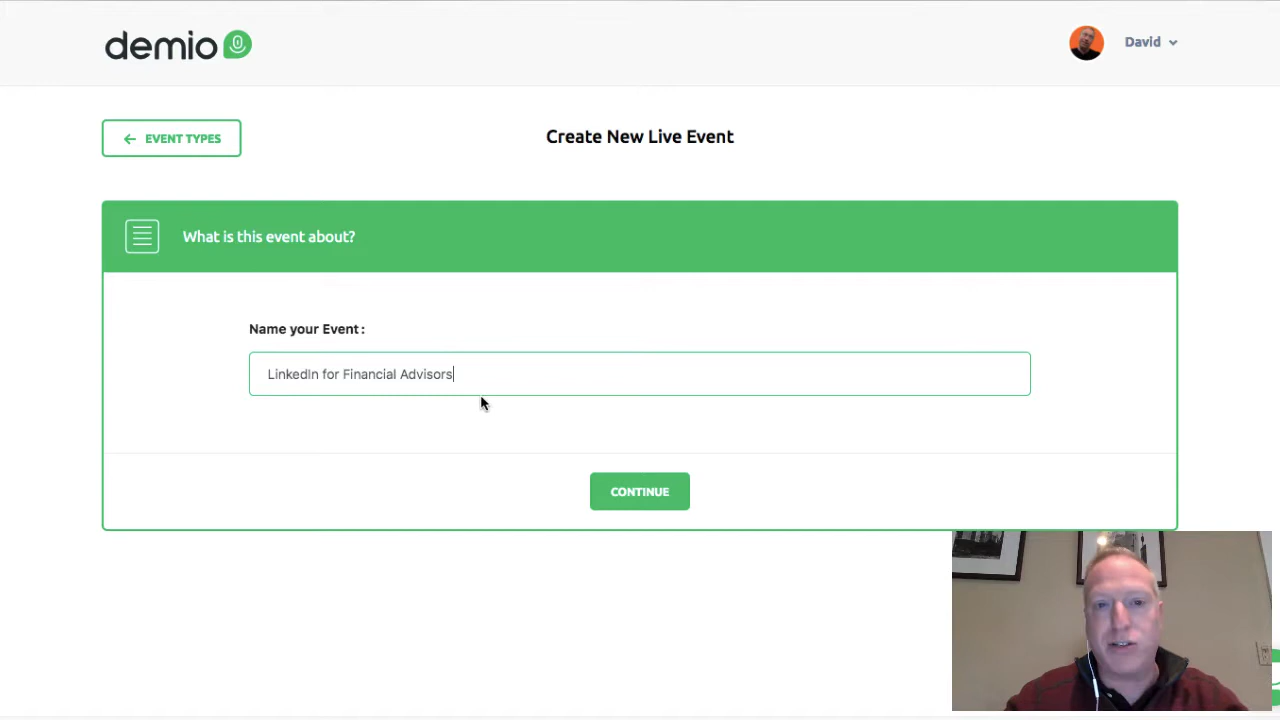 demio
David
EVENT TYPES
Create New Live Event
What is this event about?
Name your Event :
LinkedIn for Financial Advisors
CONTINUE